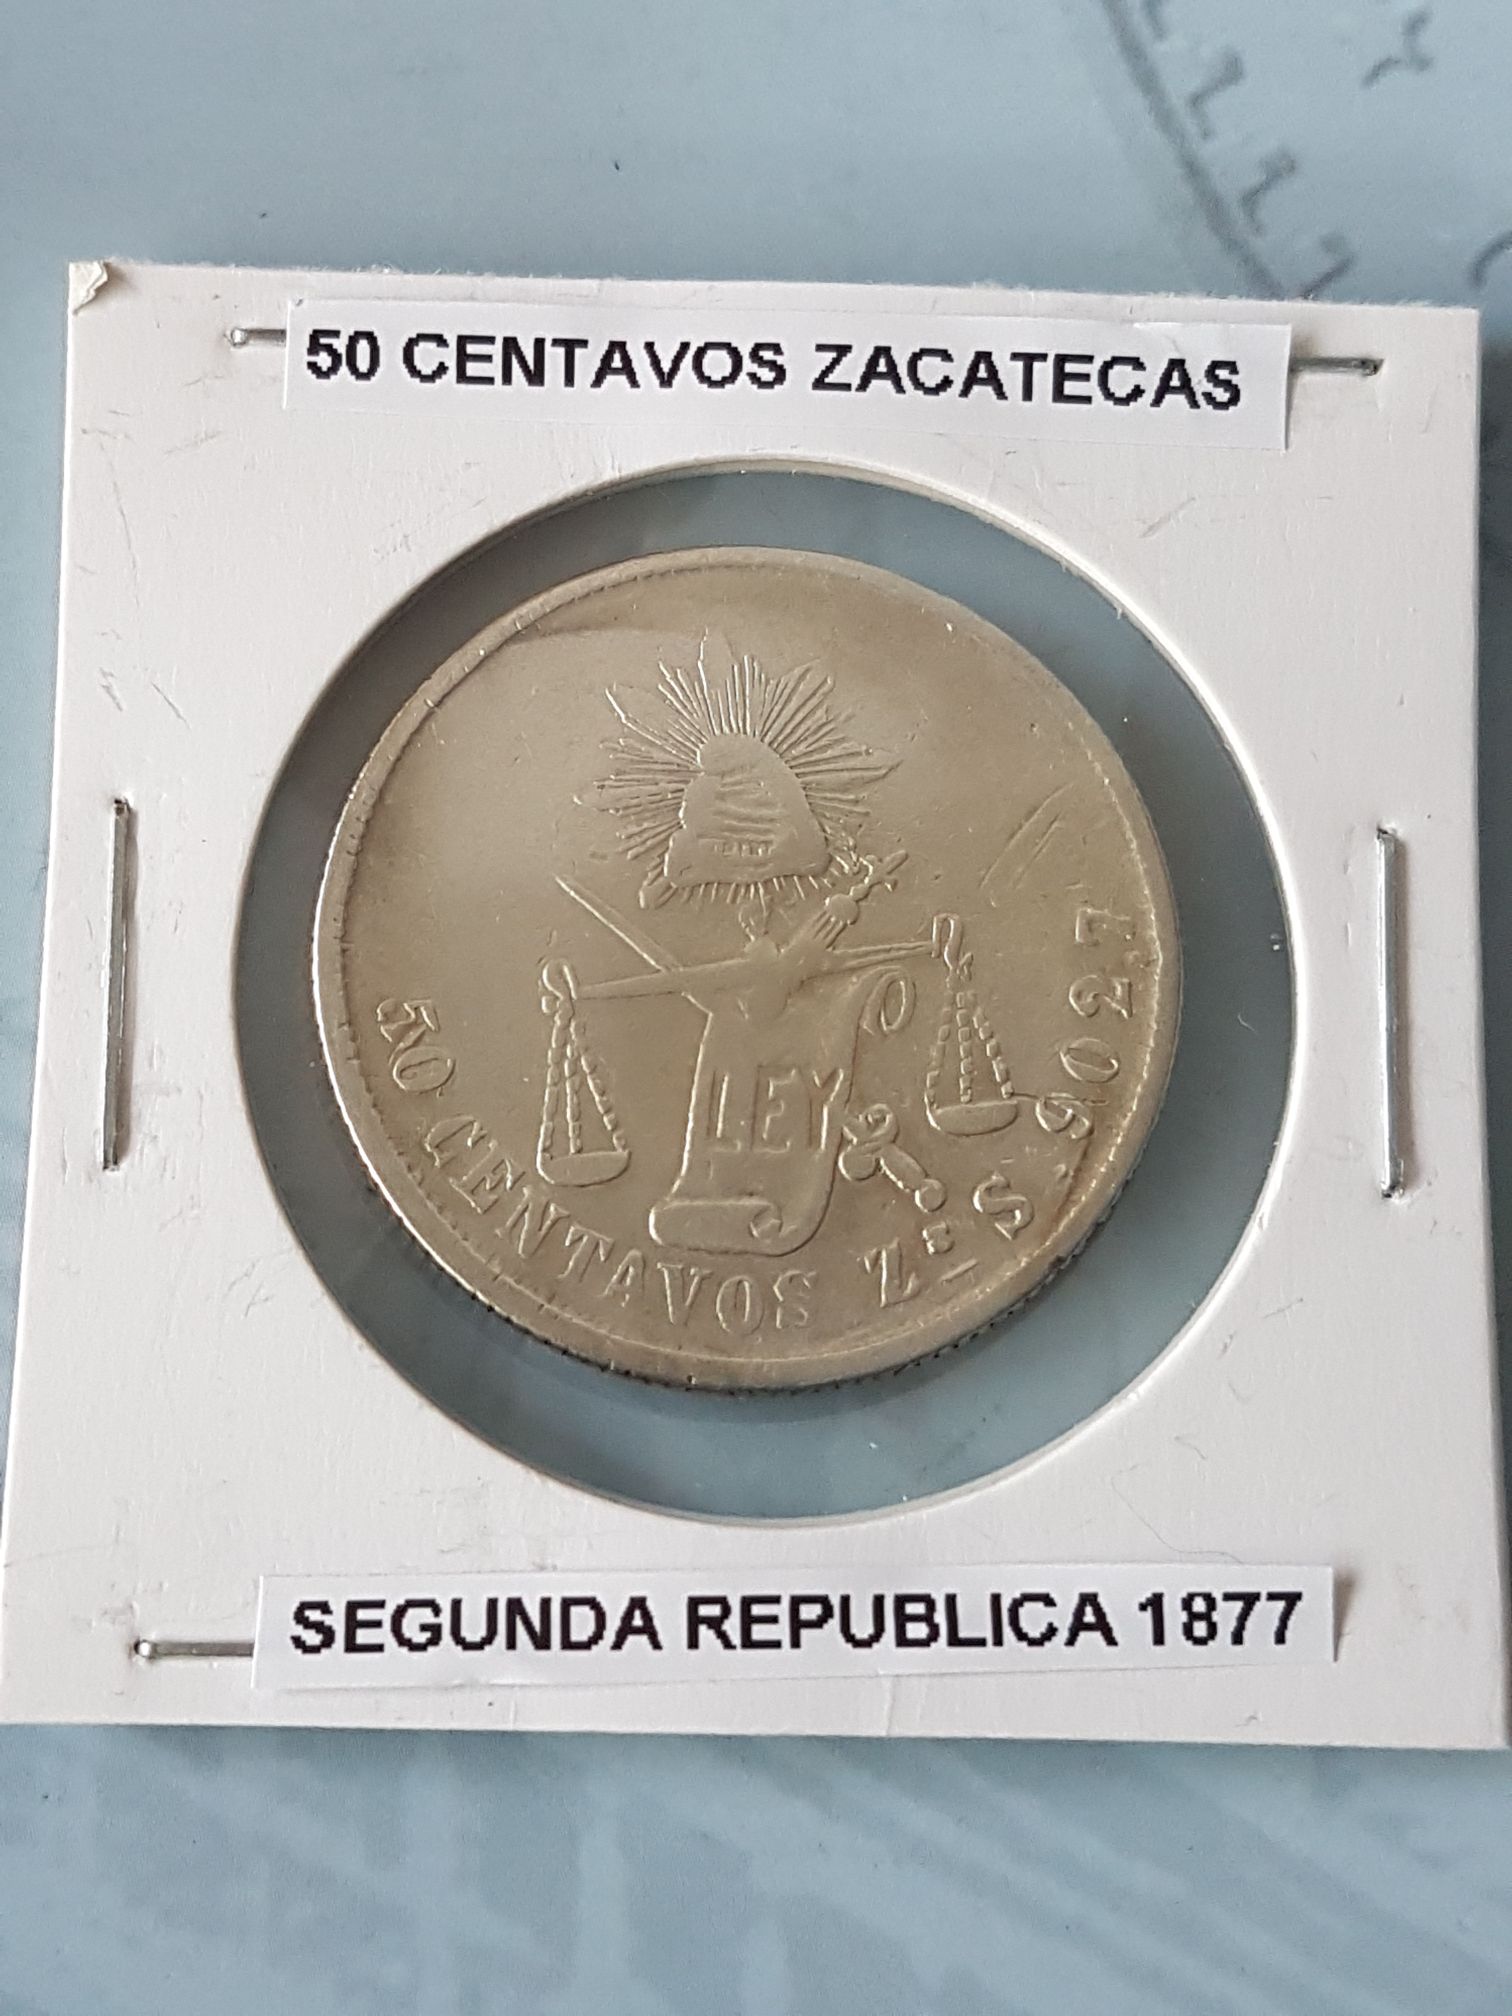 50 CENTAVOS ZACATECAS
LEY
50 CENTAVOS Zˢ S. 902,7
SEGUNDA REPUBLICA 1877